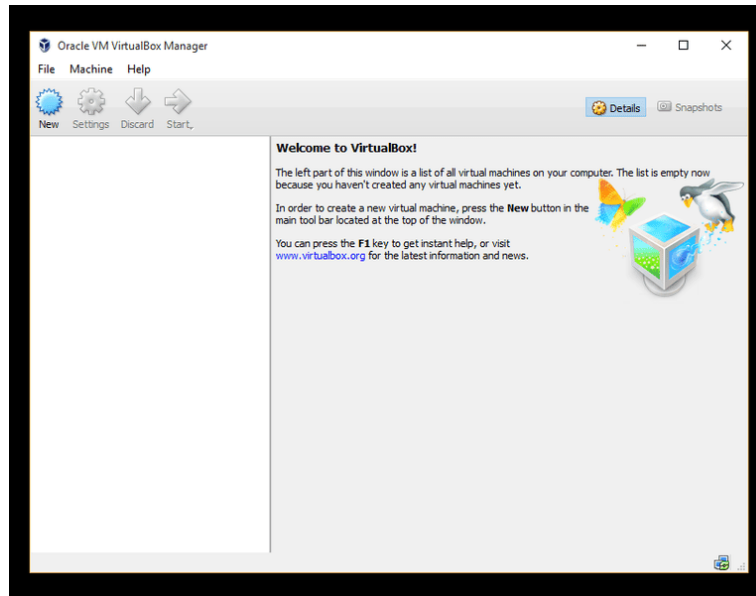 Oracle VM VirtualBox Manager
File Machine Help
New Settings Discard Start
Details Snapshots
Welcome to VirtualBox!
The left part of this window is a list of all virtual machines on your computer. The list is empty now
because you haven't created any virtual machines yet.
In order to create a new virtual machine, press the New button in the
main tool bar located at the top of the window.
You can press the F1 key to get instant help, or visit
www.virtualbox.org for the latest information and news.